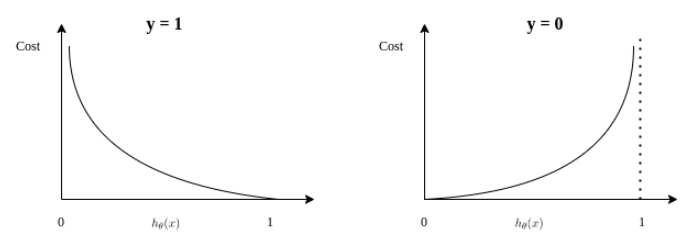 y = 1
Cost
0 hθ(x) 1
y = 0
Cost
0 hθ(x) 1